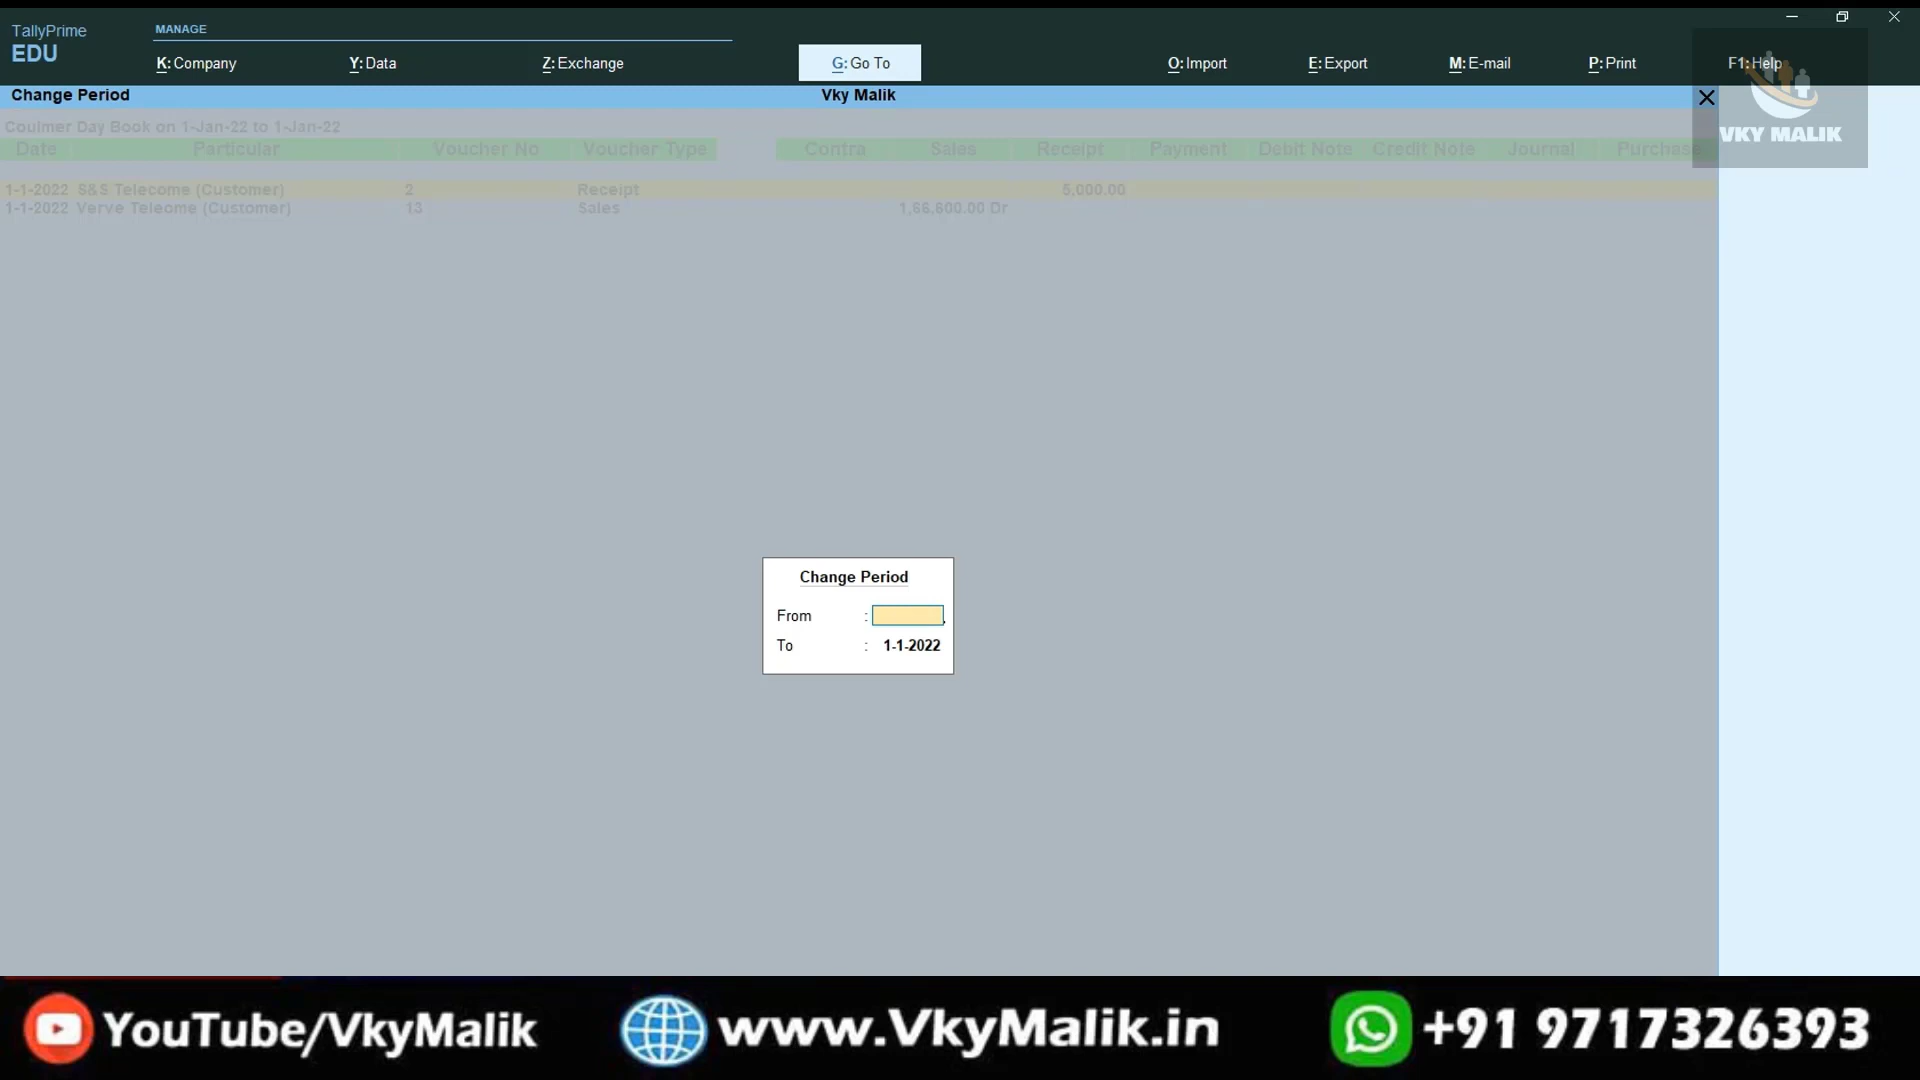 TallyPrime
EDU
MANAGE
K: Company
Y: Data
Z: Exchange
G: Go To
O: Import
E: Export
M: E-mail
P: Print
F1: Help
Change Period
Vky Malik
VKY MALIK
Coulmer Day Book on 1-Jan-22 to 1-Jan-22
Date Particular Voucher No Voucher Type Contra Sales Receipt Payment Debit Note Credit Note Journal Purchase
1-1-2022 S&S Telecome (Customer) 2 Receipt 5,000.00
1-1-2022 Verve Teleome (Customer) 13 Sales 1,66,600.00 Dr
Change Period
From :
To : 1-1-2022
YouTube/VkyMalik
www.VkyMalik.in
+91 9717326393